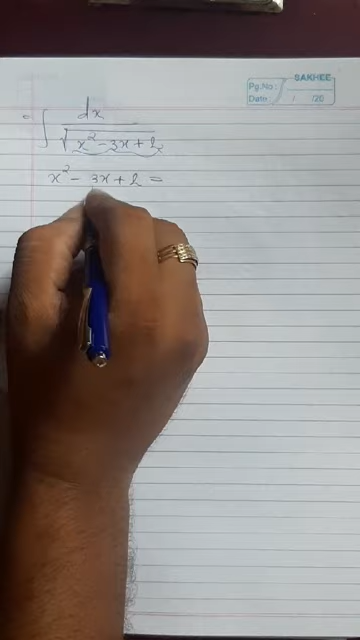 SAKHEE
Pg.No:
Date: / /20
∫ dx / √(x² - 3x + 2)
x² - 3x + 2 =